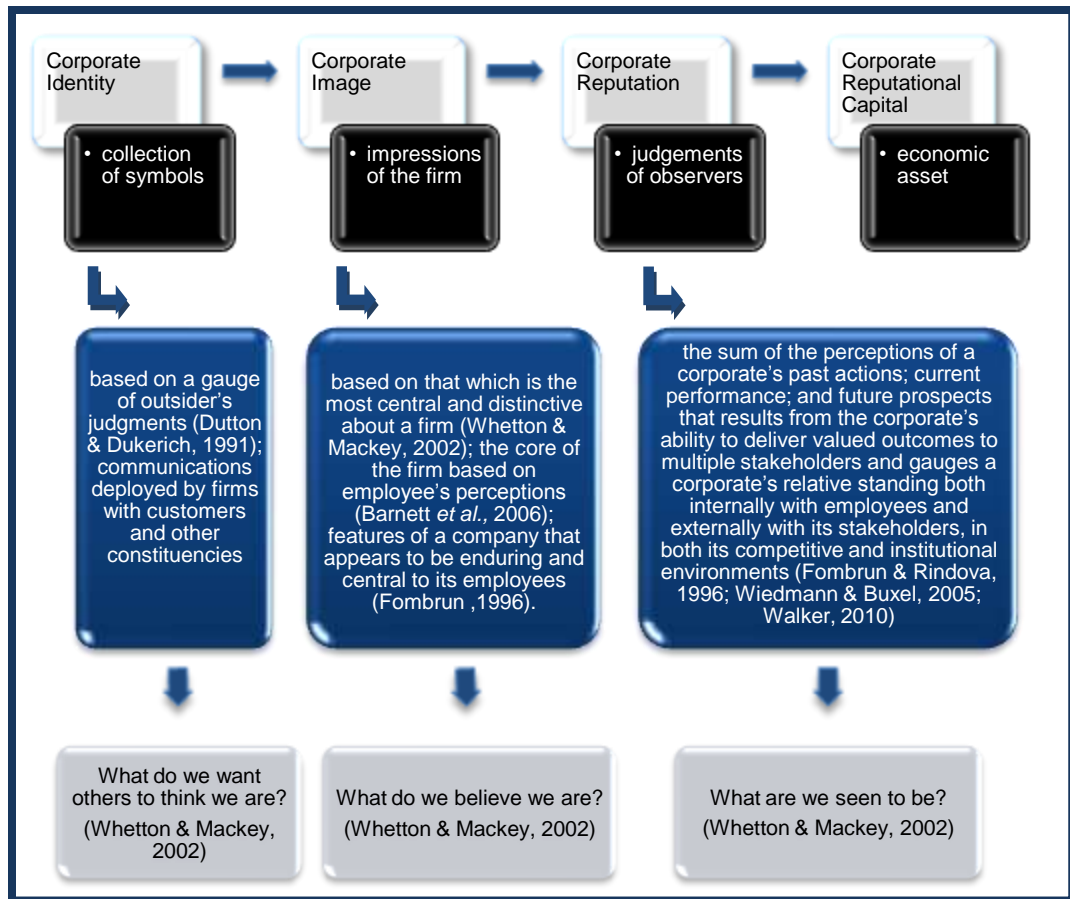 Corporate
Identity
• collection
of symbols
Corporate
Image
• impressions
of the firm
Corporate
Reputation
• judgements
of observers
Corporate
Reputational
Capital
• economic
asset
based on a gauge
of outsider's
judgments (Dutton
& Dukerich, 1991);
communications
deployed by firms
with customers
and other
constituencies
based on that which is the
most central and distinctive
about a firm (Whetton &
Mackey, 2002); the core of
the firm based on
employee's perceptions
(Barnett et al., 2006);
features of a company that
appears to be enduring and
central to its employees
(Fombrun ,1996).
the sum of the perceptions of a
corporate's past actions; current
performance; and future prospects
that results from the corporate's
ability to deliver valued outcomes to
multiple stakeholders and gauges a
corporate's relative standing both
internally with employees and
externally with its stakeholders, in
both its competitive and institutional
environments (Fombrun & Rindova,
1996; Wiedmann & Buxel, 2005;
Walker, 2010)
What do we want
others to think we are?
(Whetton & Mackey,
2002)
What do we believe we are?
(Whetton & Mackey, 2002)
What are we seen to be?
(Whetton & Mackey, 2002)